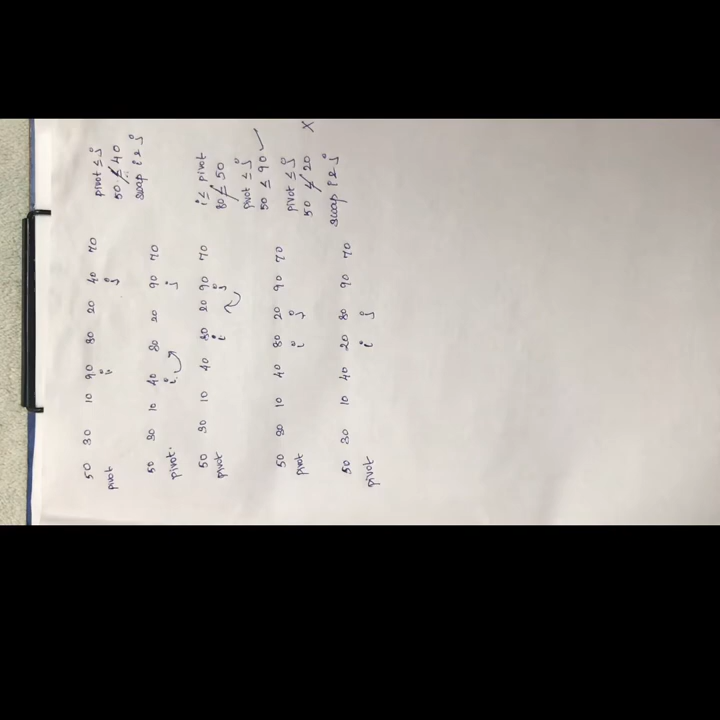 50 30 10 90 80 20 40 70
pivot i j
pivot ≤ j
50 ≰ 40
swap i & j
50 30 10 40 80 20 90 70
pivot. i j
50 30 10 40 80 20 90 70
pivot i j
i ≤ pivot
80 ≰ 50
pivot ≤ j
50 ≤ 90 ✓
50 30 10 40 80 20 90 70
pivot i j
pivot ≤ j
50 ≰ 20 X
swap i & j
50 30 10 40 20 80 90 70
pivot i j